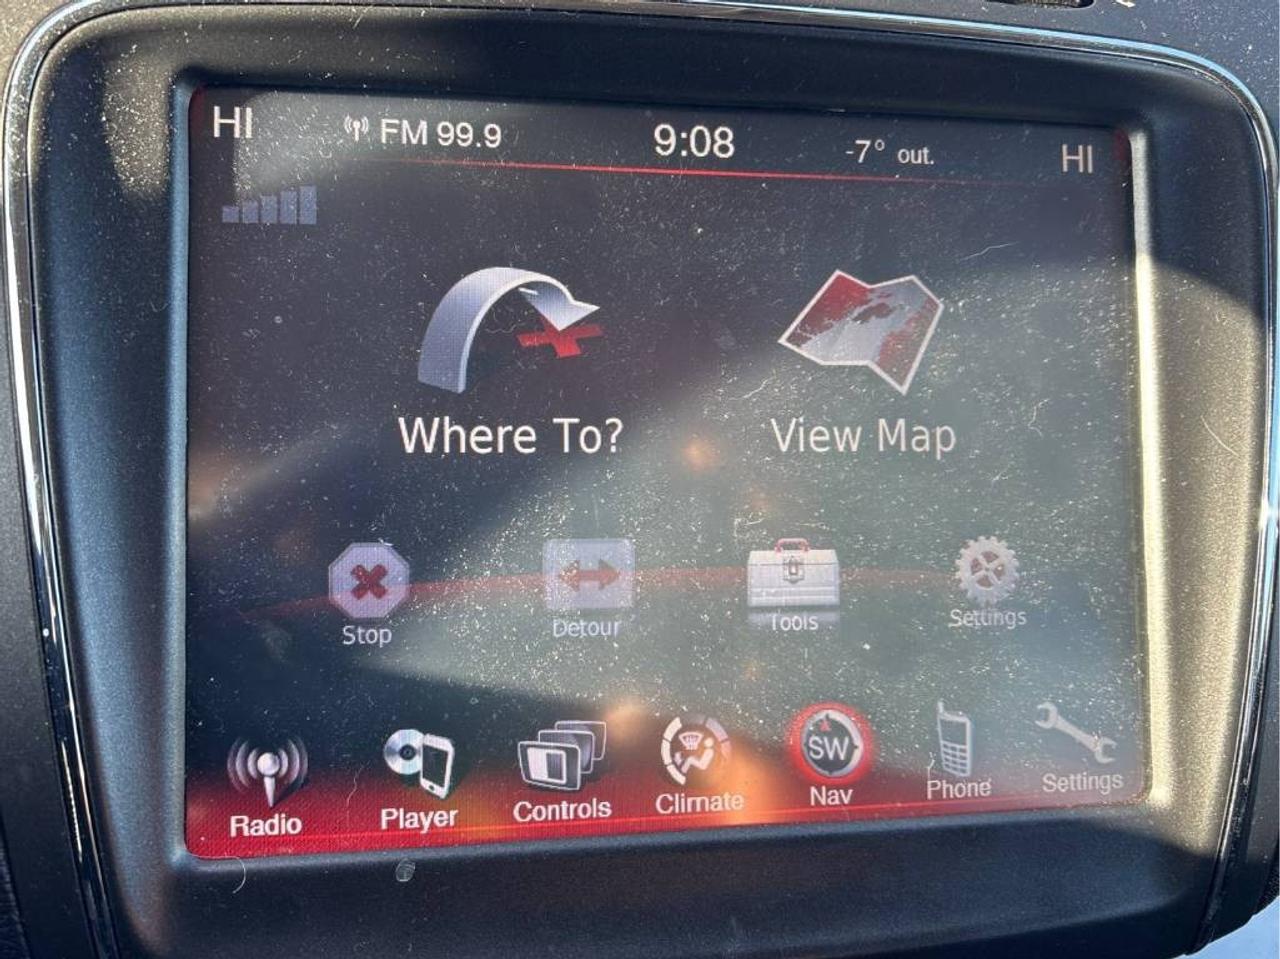 HI FM 99.9 9:08 -7° out. HI
Where To? View Map
Stop Detour Tools Settings
SW
Radio Player Controls Climate Nav Phone Settings